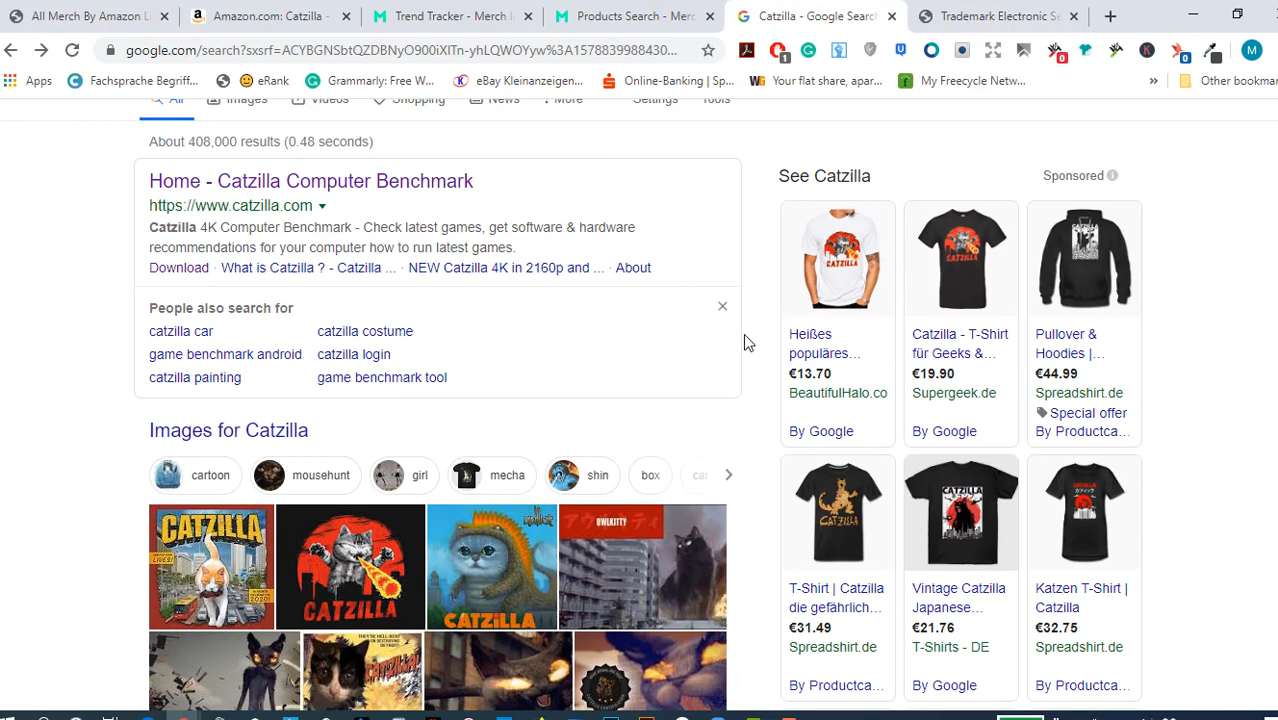 All Merch By Amazon Li
Amazon.com: Catzilla -
Trend Tracker - Merch I
Products Search - Merc
Catzilla - Google Search
Trademark Electronic Se
google.com/search?sxsrf=ACYBGNSbtQZDBNyO900iXITn-yhLQWOYyw%3A1578839988430...
Apps
Fachsprache Begriff...
eRank
Grammarly: Free W...
eBay Kleinanzeigen...
Online-Banking | Sp...
Your flat share, apar...
My Freecycle Netw...
Other bookmar
All
Images
Videos
Shopping
News
More
Settings
Tools
About 408,000 results (0.48 seconds)
Home - Catzilla Computer Benchmark
https://www.catzilla.com
Catzilla 4K Computer Benchmark - Check latest games, get software & hardware
recommendations for your computer how to run latest games.
Download · What is Catzilla ? - Catzilla ... · NEW Catzilla 4K in 2160p and ... · About
People also search for
catzilla car
catzilla costume
game benchmark android
catzilla login
catzilla painting
game benchmark tool
Images for Catzilla
cartoon
mousehunt
girl
mecha
shin
box
CATZILLA
CATZILLA
CATZILLA
OWLKITTY
CATZILLA
See Catzilla
Sponsored
CATZILLA
CATZILLA
Heißes
populäres...
€13.70
BeautifulHalo.co
By Google
Catzilla - T-Shirt
für Geeks &...
€19.90
Supergeek.de
By Google
Pullover &
Hoodies |...
€44.99
Spreadshirt.de
Special offer
By Productca...
CATZILLA
CATZILLA
CATZILLA
T-Shirt | Catzilla
die gefährlich...
€31.49
Spreadshirt.de
By Productca...
Vintage Catzilla
Japanese...
€21.76
T-Shirts - DE
By Google
Katzen T-Shirt |
Catzilla
€32.75
Spreadshirt.de
By Productca...